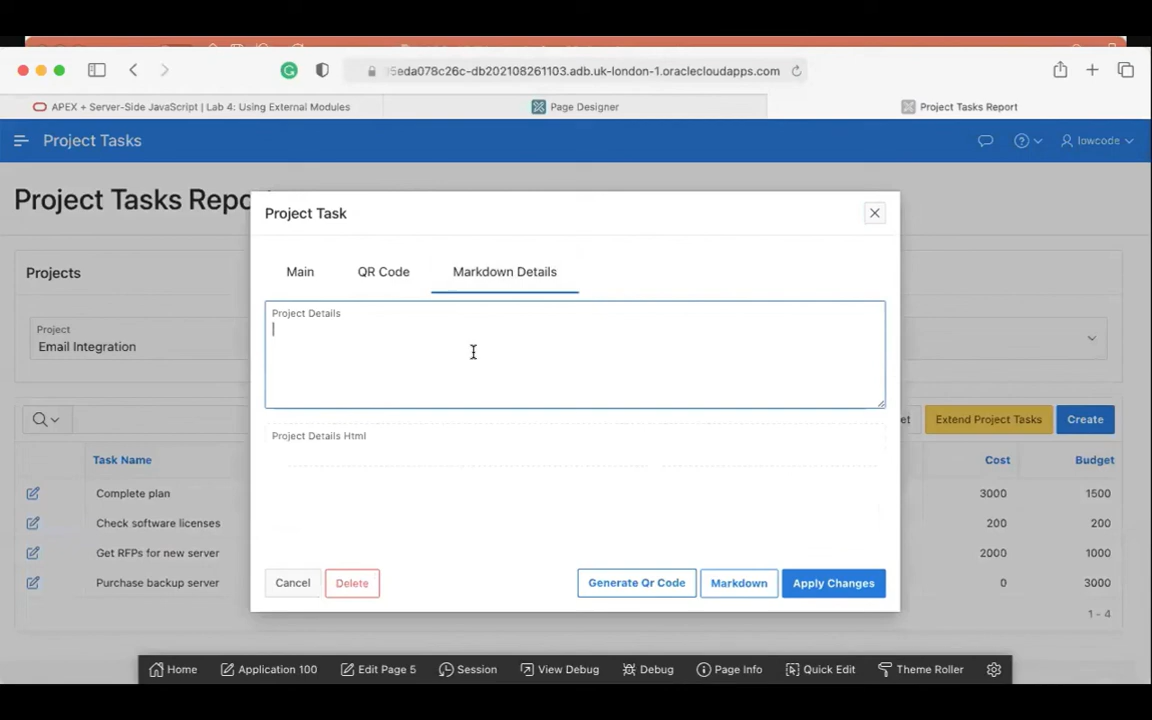 5eda078c26c-db202108261103.adb.uk-london-1.oraclecloudapps.com
APEX + Server-Side JavaScript | Lab 4: Using External Modules
Page Designer
Project Tasks Report
Project Tasks
lowcode
Project Tasks Repo
Project Task
Main
QR Code
Markdown Details
Projects
Project
Email Integration
Project Details
Project Details Html
et
Extend Project Tasks
Create
Task Name
Cost
Budget
Complete plan
3000
1500
Check software licenses
200
200
Get RFPs for new server
2000
1000
Purchase backup server
0
3000
1 - 4
Cancel
Delete
Generate Qr Code
Markdown
Apply Changes
Home
Application 100
Edit Page 5
Session
View Debug
Debug
Page Info
Quick Edit
Theme Roller